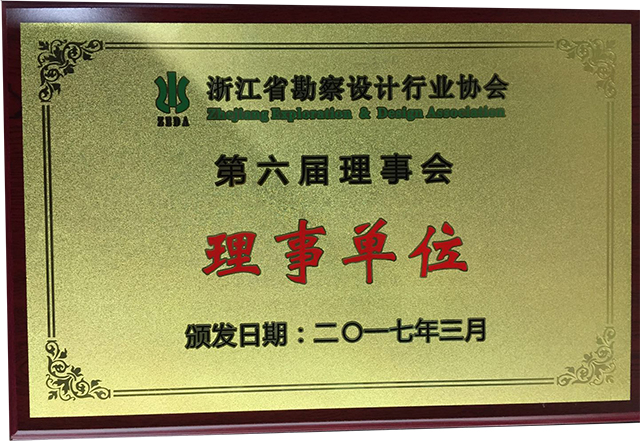 浙江省勘察设计行业协会
ZEDA
Zhejiang Exploration & Design Association
第六届理事会
理事单位
颁发日期：二〇一七年三月